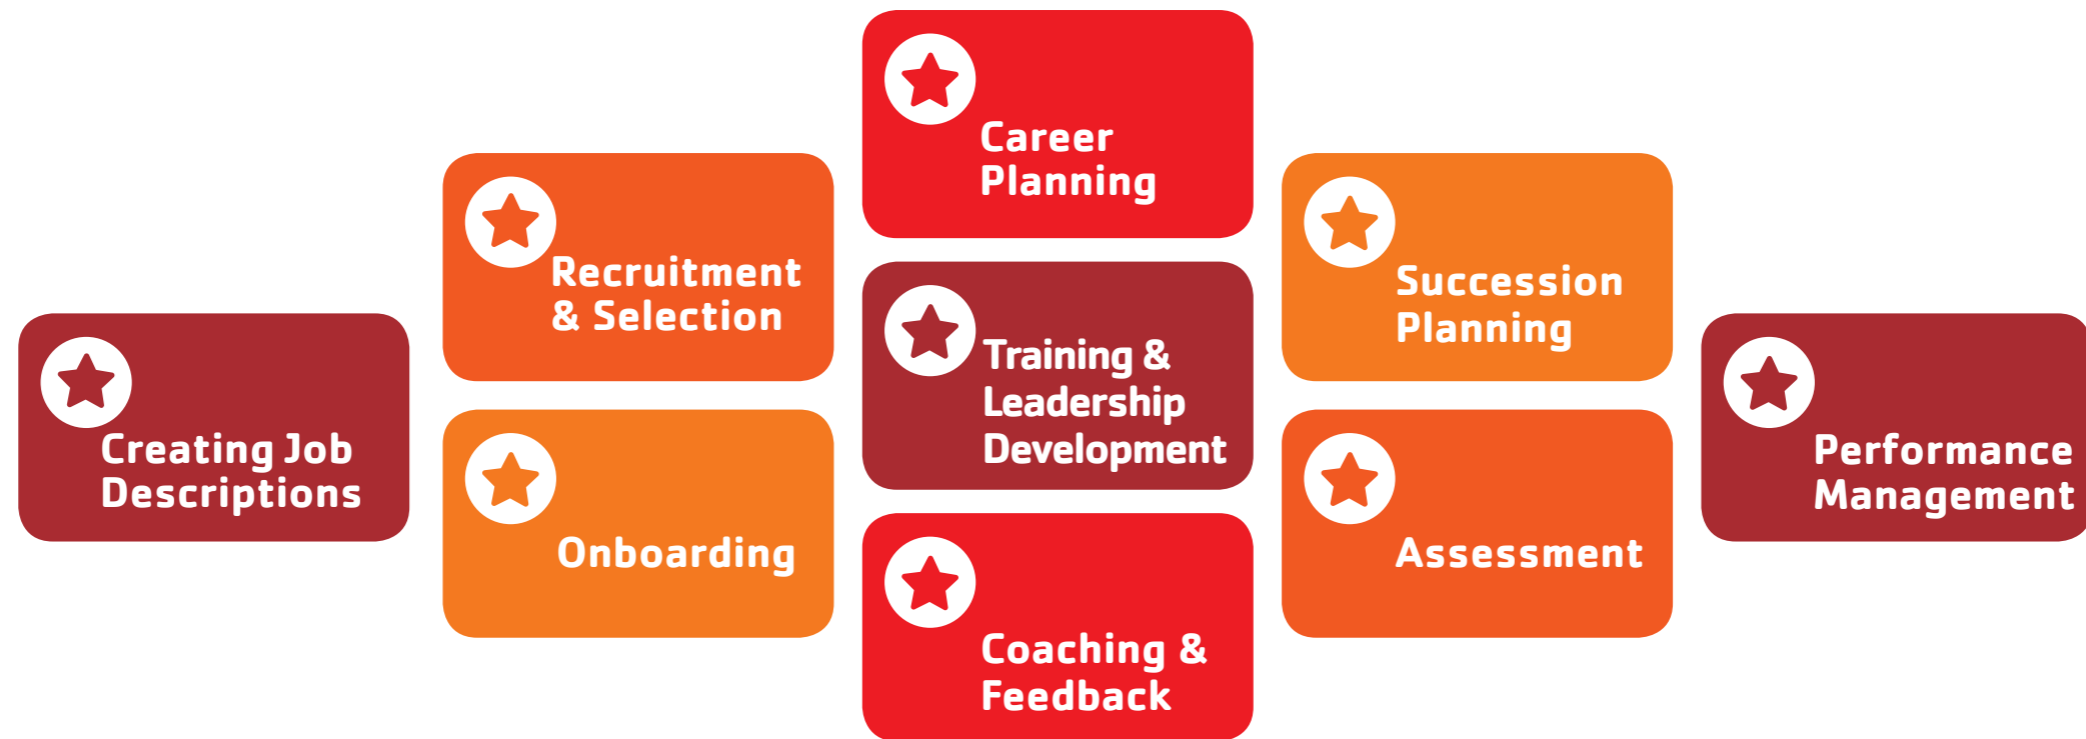 Creating Job
Descriptions
Recruitment
& Selection
Onboarding
Career
Planning
Training &
Leadership
Development
Coaching &
Feedback
Succession
Planning
Assessment
Performance
Management